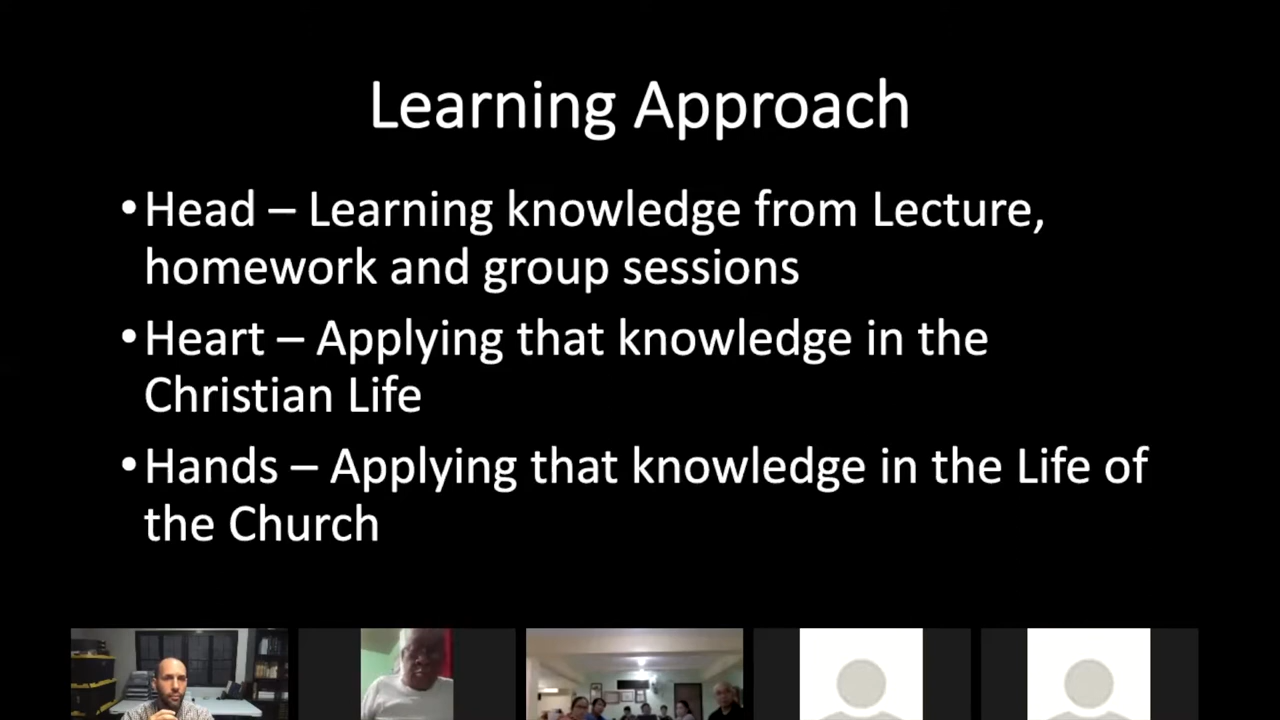 Learning Approach
•Head – Learning knowledge from Lecture,
homework and group sessions
•Heart – Applying that knowledge in the
Christian Life
•Hands – Applying that knowledge in the Life of
the Church